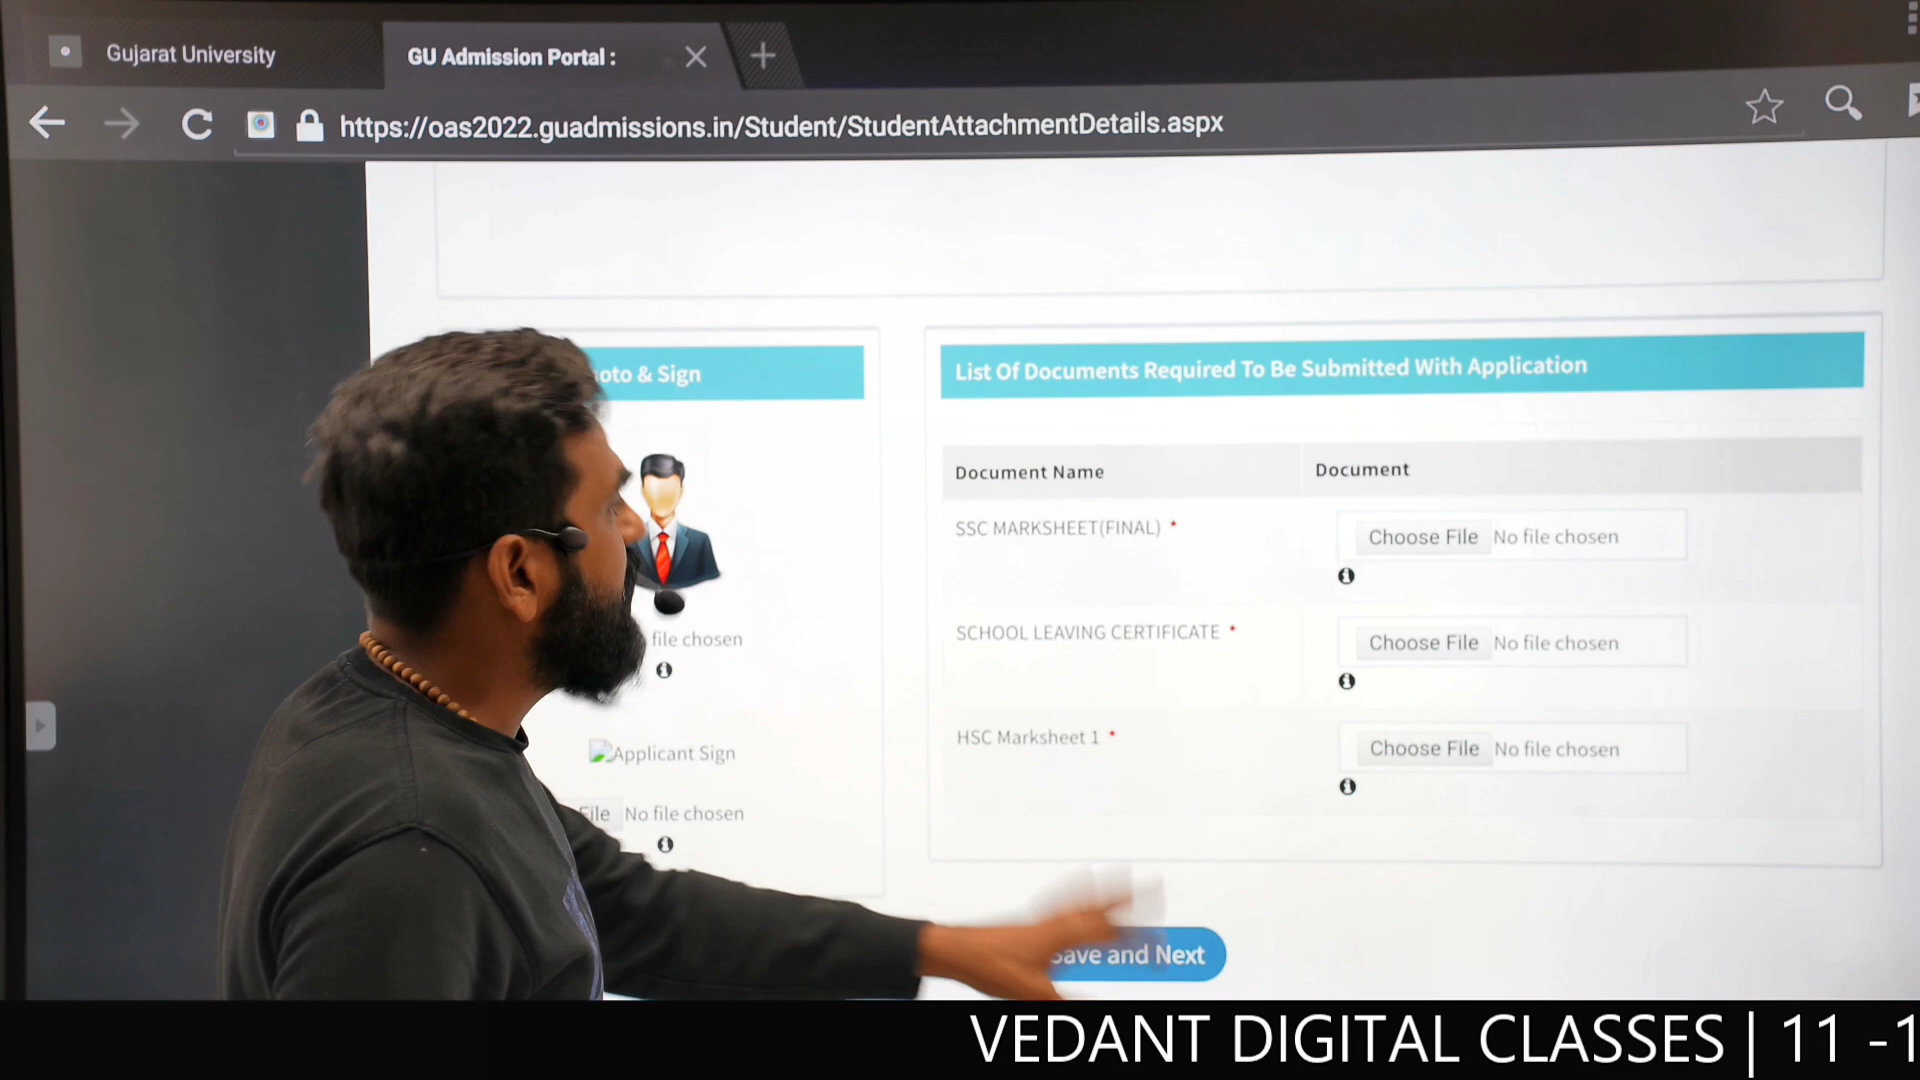 Gujarat University
GU Admission Portal :
https://oas2022.guadmissions.in/Student/StudentAttachmentDetails.aspx
& Sign
List Of Documents Required To Be Submitted With Application
Document Name
Document
SSC MARKSHEET(FINAL) *
Choose File No file chosen
SCHOOL LEAVING CERTIFICATE *
Choose File No file chosen
HSC Marksheet 1 *
Choose File No file chosen
file chosen
Applicant Sign
File No file chosen
Save and Next
VEDANT DIGITAL CLASSES | 11 -1